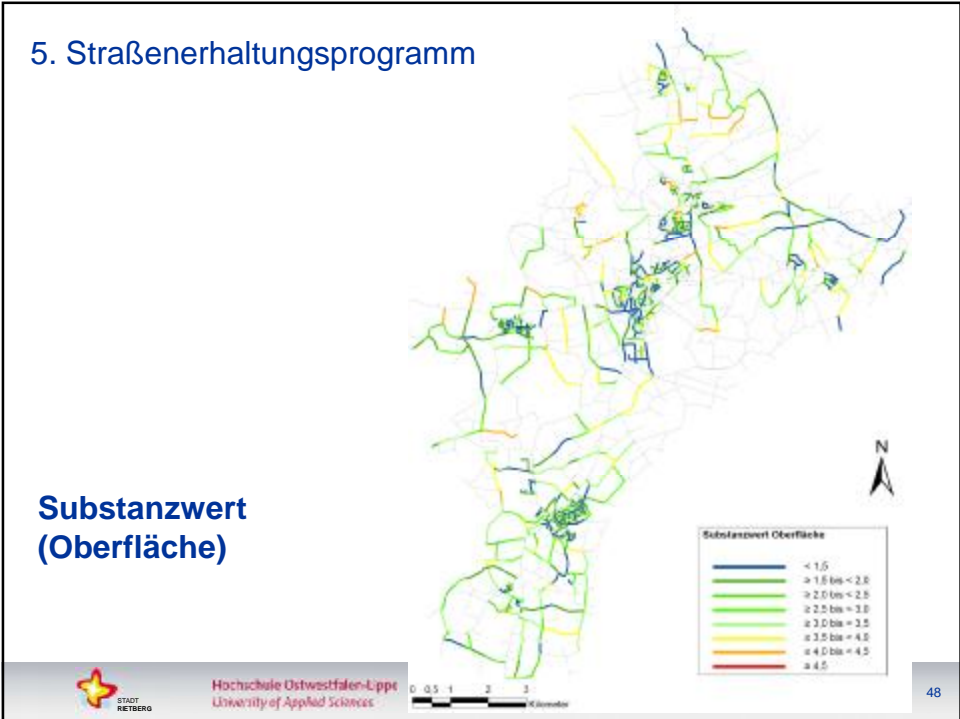 5. Straßenerhaltungsprogramm
N
Substanzwert
(Oberfläche)
Substanzwert Oberfläche
< 1,5
≥ 1,5 bis < 2,0
≥ 2,0 bis < 2,5
≥ 2,5 bis < 3,0
≥ 3,0 bis < 3,5
≥ 3,5 bis < 4,0
≥ 4,0 bis < 4,5
≥ 4,5
STADT
RIETBERG
Hochschule Ostwestfalen-Lippe
University of Applied Sciences
0 0,5 1 2 3
Kilometer
48